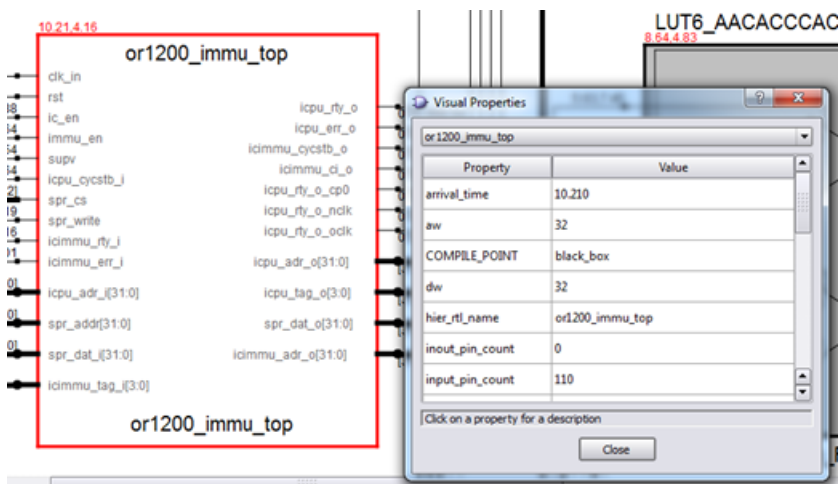 10.21,4.16
or1200_immu_top
clk_in
rst
ic_en
immu_en
supv
icpu_cycstb_i
spr_cs
spr_write
icimmu_rty_i
icimmu_err_i
icpu_adr_i[31:0]
spr_addr[31:0]
spr_dat_i[31:0]
icimmu_tag_i[3:0]
icpu_rty_o
icpu_err_o
icimmu_cycstb_o
icimmu_ci_o
icpu_rty_o_cp0
icpu_rty_o_nclk
icpu_rty_o_oclk
icpu_adr_o[31:0]
icpu_tag_o[3:0]
spr_dat_o[31:0]
icimmu_adr_o[31:0]
or1200_immu_top
LUT6_AACACCCAC
8.64,4.83
Visual Properties
or1200_immu_top
Property Value
arrival_time 10.210
aw 32
COMPILE_POINT black_box
dw 32
hier_rtl_name or1200_immu_top
inout_pin_count 0
input_pin_count 110
Click on a property for a description
Close